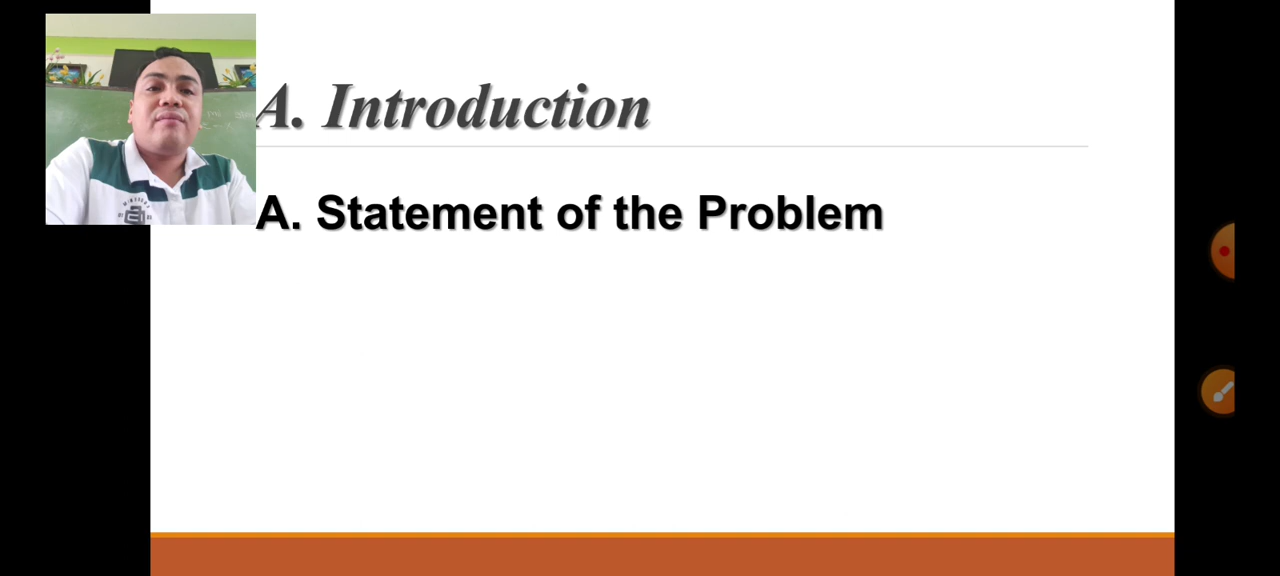 A. Introduction
A. Statement of the Problem